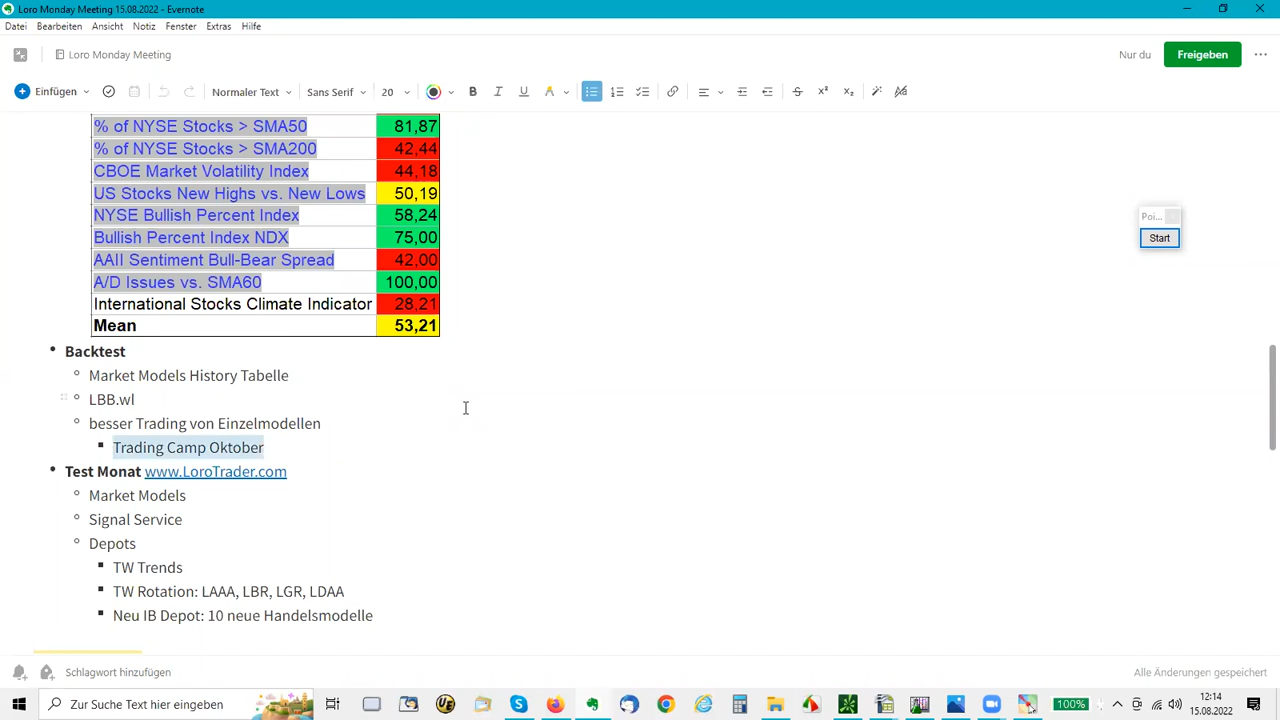 Loro Monday Meeting 15.08.2022 - Evernote
Datei Bearbeiten Ansicht Notiz Fenster Extras Hilfe
Loro Monday Meeting Nur du Freigeben
Einfügen Normaler Text Sans Serif 20
% of NYSE Stocks > SMA50 81,87
% of NYSE Stocks > SMA200 42,44
CBOE Market Volatility Index 44,18
US Stocks New Highs vs. New Lows 50,19
NYSE Bullish Percent Index 58,24
Bullish Percent Index NDX 75,00
AAII Sentiment Bull-Bear Spread 42,00
A/D Issues vs. SMA60 100,00
International Stocks Climate Indicator 28,21
Mean 53,21
Poi...
Start
Backtest
Market Models History Tabelle
LBB.wl
besser Trading von Einzelmodellen
Trading Camp Oktober
Test Monat www.LoroTrader.com
Market Models
Signal Service
Depots
TW Trends
TW Rotation: LAAA, LBR, LGR, LDAA
Neu IB Depot: 10 neue Handelsmodelle
Schlagwort hinzufügen Alle Änderungen gespeichert
Zur Suche Text hier eingeben 100% 12:14
15.08.2022